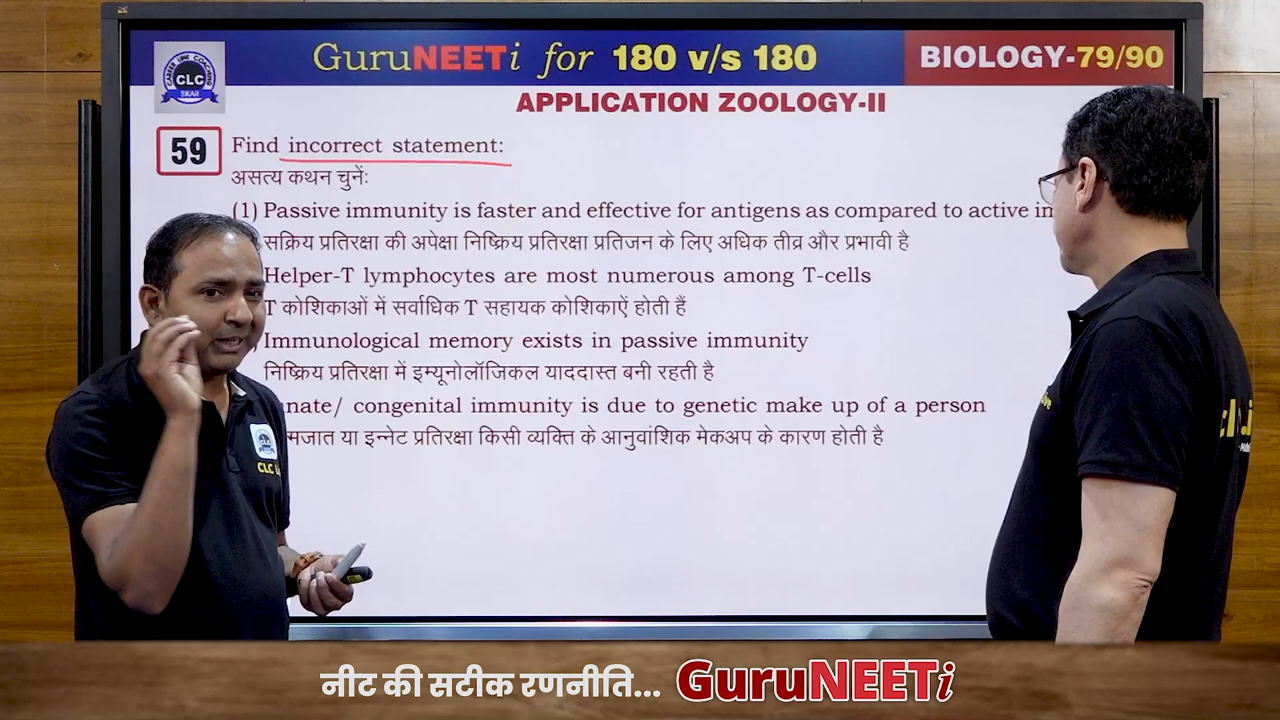 GuruNEETi for 180 v/s 180
BIOLOGY-79/90
CLC
SIKAR
APPLICATION ZOOLOGY-II
59
Find incorrect statement:
असत्य कथन चुनेंः
(1) Passive immunity is faster and effective for antigens as compared to active
सक्रिय प्रतिरक्षा की अपेक्षा निष्क्रिय प्रतिरक्षा प्रतिजन के लिए अधिक तीव्र और प्रभावी है
Helper-T lymphocytes are most numerous among T-cells
T कोशिकाओं में सर्वाधिक T सहायक कोशिकाऐं होती हैं
Immunological memory exists in passive immunity
निष्क्रिय प्रतिरक्षा में इम्यूनोलॉजिकल याददास्त बनी रहती है
congenital immunity is due to genetic make up of a person
या इन्नेट प्रतिरक्षा किसी व्यक्ति के आनुवांशिक मेकअप के कारण होती है
CLC
नीट की सटीक रणनीति... GuruNEETi